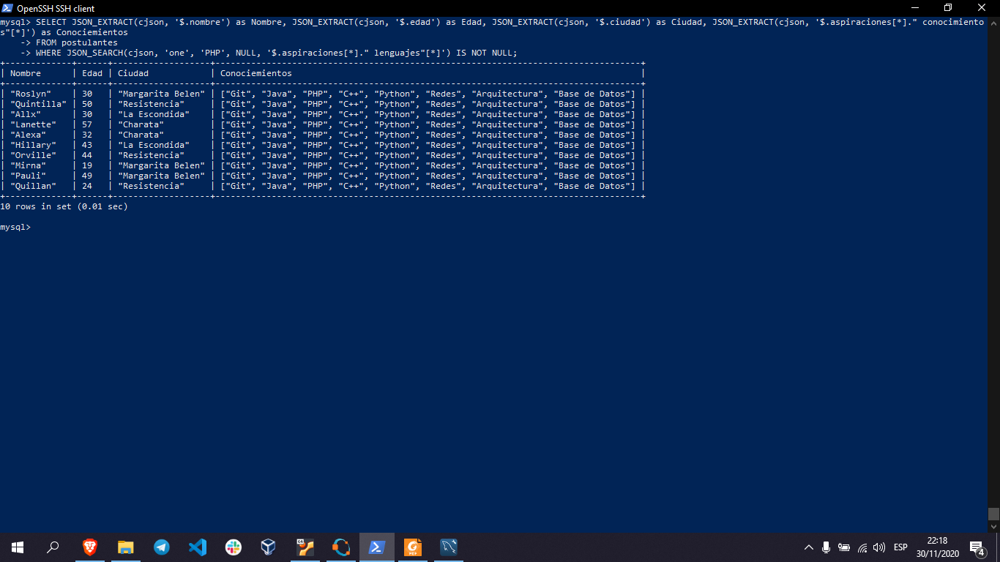 OpenSSH SSH client
mysql> SELECT JSON_EXTRACT(cjson, '$.nombre') as Nombre, JSON_EXTRACT(cjson, '$.edad') as Edad, JSON_EXTRACT(cjson, '$.ciudad') as Ciudad, JSON_EXTRACT(cjson, '$.aspiraciones[*]." conocimiento
s"[*]') as Conociemientos
    -> FROM postulantes
    -> WHERE JSON_SEARCH(cjson, 'one', 'PHP', NULL, '$.aspiraciones[*]." lenguajes"[*]') IS NOT NULL;
+-------------+------+-------------------+-----------------------------------------------------------------------------------+
| Nombre      | Edad | Ciudad            | Conociemientos                                                                    |
+-------------+------+-------------------+-----------------------------------------------------------------------------------+
| "Roslyn"    | 30   | "Margarita Belen" | ["Git", "Java", "PHP", "C++", "Python", "Redes", "Arquitectura", "Base de Datos"] |
| "Quintilla" | 50   | "Resistencia"     | ["Git", "Java", "PHP", "C++", "Python", "Redes", "Arquitectura", "Base de Datos"] |
| "Allx"      | 30   | "La Escondida"    | ["Git", "Java", "PHP", "C++", "Python", "Redes", "Arquitectura", "Base de Datos"] |
| "Lanette"   | 57   | "Charata"         | ["Git", "Java", "PHP", "C++", "Python", "Redes", "Arquitectura", "Base de Datos"] |
| "Alexa"     | 32   | "Charata"         | ["Git", "Java", "PHP", "C++", "Python", "Redes", "Arquitectura", "Base de Datos"] |
| "Hillary"   | 43   | "La Escondida"    | ["Git", "Java", "PHP", "C++", "Python", "Redes", "Arquitectura", "Base de Datos"] |
| "Orville"   | 44   | "Resistencia"     | ["Git", "Java", "PHP", "C++", "Python", "Redes", "Arquitectura", "Base de Datos"] |
| "Mirna"     | 19   | "Margarita Belen" | ["Git", "Java", "PHP", "C++", "Python", "Redes", "Arquitectura", "Base de Datos"] |
| "Pauli"     | 49   | "Margarita Belen" | ["Git", "Java", "PHP", "C++", "Python", "Redes", "Arquitectura", "Base de Datos"] |
| "Quillan"   | 24   | "Resistencia"     | ["Git", "Java", "PHP", "C++", "Python", "Redes", "Arquitectura", "Base de Datos"] |
+-------------+------+-------------------+-----------------------------------------------------------------------------------+
10 rows in set (0.01 sec)
mysql>
ESP
22:18
30/11/2020
4
64
PDF